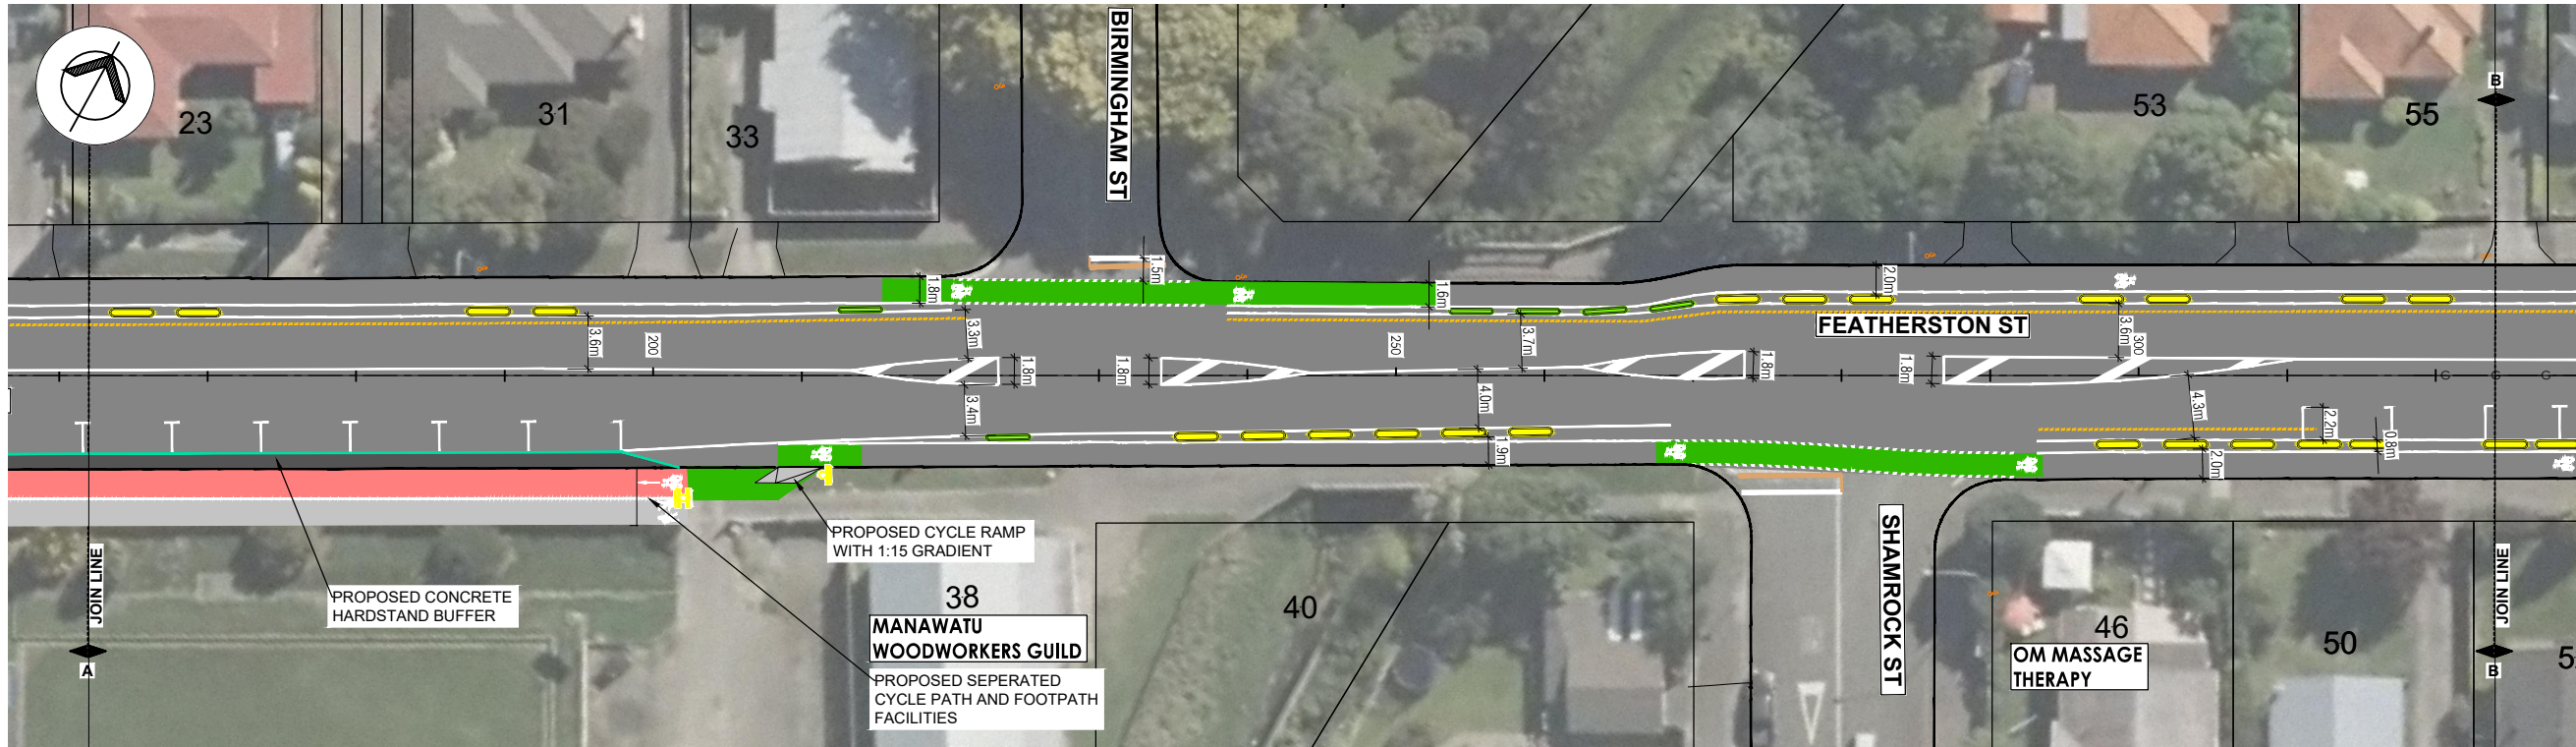 BIRMINGHAM ST
23
31
33
53
55
B
1.8m
1.5m
1.6m
2.0m
FEATHERSTON ST
3.6m
200
3.3m
250
3.7m
3.6m
300
1.8m
1.8m
1.8m
1.8m
3.4m
4.0m
4.3m
2.2m
0.8m
1.9m
2.0m
G
G
G
PROPOSED CYCLE RAMP
WITH 1:15 GRADIENT
PROPOSED CONCRETE
HARDSTAND BUFFER
JOIN LINE
A
38
MANAWATU
WOODWORKERS GUILD
PROPOSED SEPERATED
CYCLE PATH AND FOOTPATH
FACILITIES
40
SHAMROCK ST
46
OM MASSAGE
THERAPY
50
JOIN LINE
B